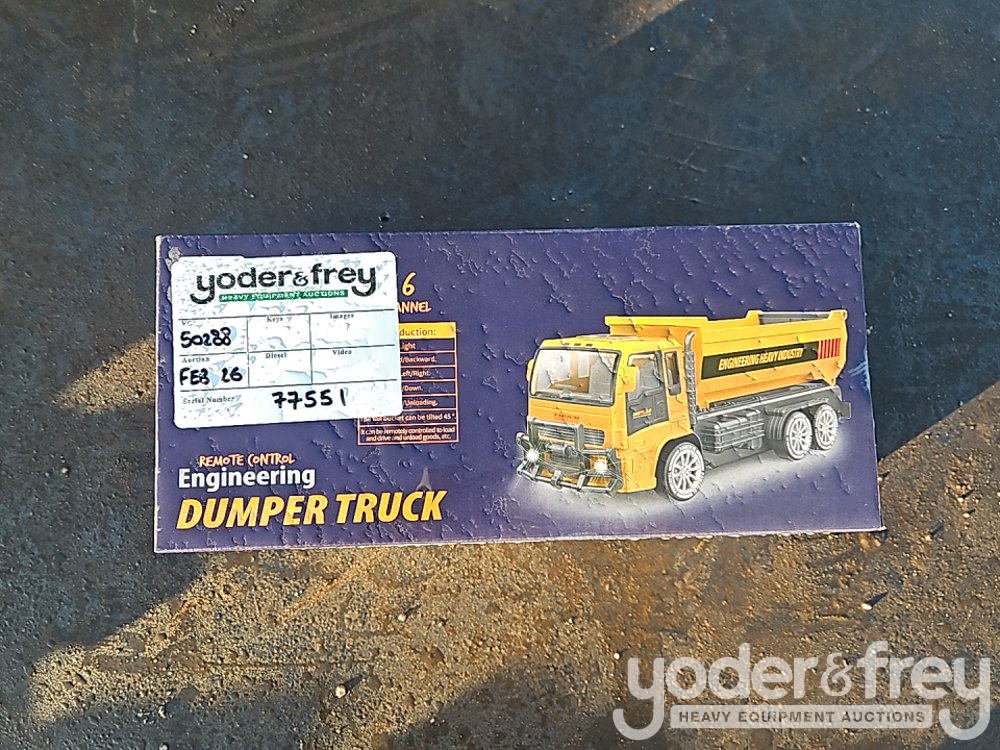 yoder&frey
HEAVY EQUIPMENT AUCTIONS
Keys
Images
50288
Auction
Diesel
Video
FEB 26
Serial Number
77551
6
ANNEL
duction:
ight
d/Backward.
Left/Right.
/Down.
/Unloading.
bucket can be tilted 45°.
It can be remotely controlled to load
and drive and unload goods, etc.
REMOTE CONTROL
Engineering
DUMPER TRUCK
ENGINEERING HEAVY INDUSTRY
yoder&frey
HEAVY EQUIPMENT AUCTIONS